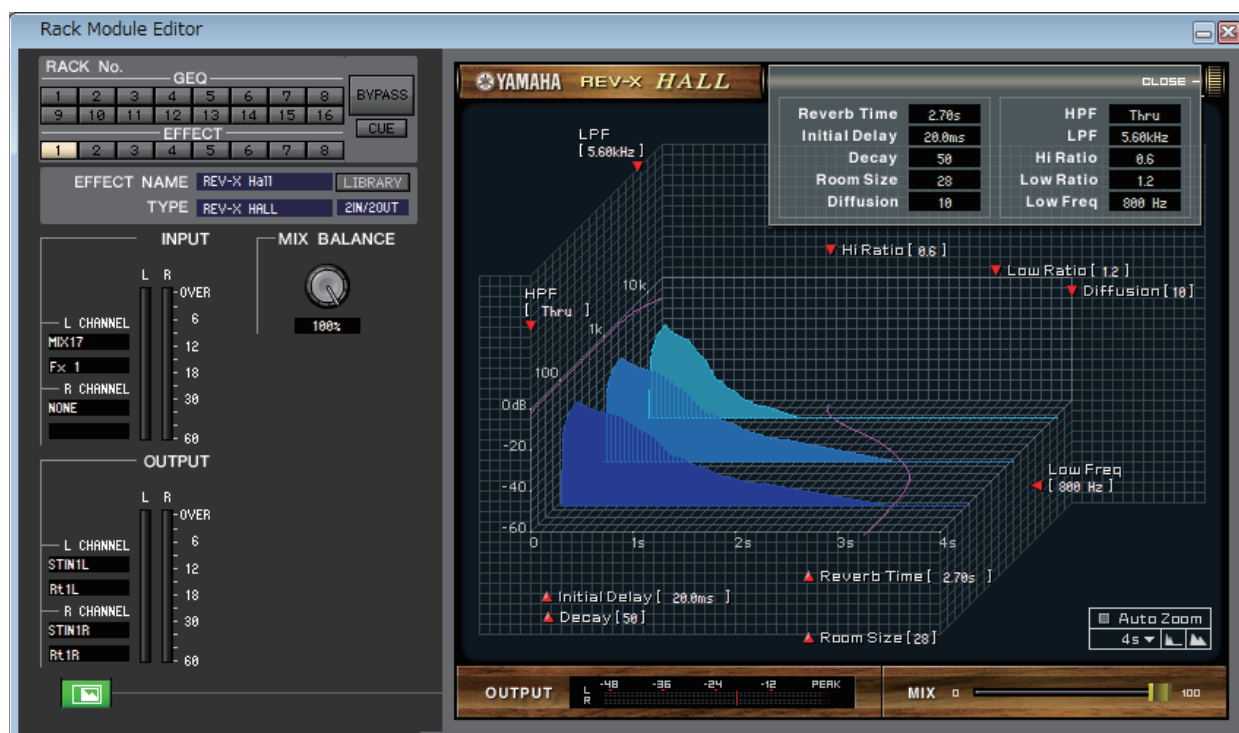 Rack Module Editor
RACK No.
GEQ
1 2 3 4 5 6 7 8
9 10 11 12 13 14 15 16
BYPASS
EFFECT
CUE
1 2 3 4 5 6 7 8
EFFECT NAME REV-X Hall LIBRARY
TYPE REV-X HALL 2IN/2OUT
INPUT
L R
OVER
6
12
18
30
60
L CHANNEL
MIX17
Fx 1
R CHANNEL
NONE
MIX BALANCE
100%
OUTPUT
L R
OVER
6
12
18
30
60
L CHANNEL
STIN1L
Rt1L
R CHANNEL
STIN1R
Rt1R
YAMAHA REV-X HALL
CLOSE -
Reverb Time 2.70s
Initial Delay 20.0ms
Decay 50
Room Size 28
Diffusion 10
HPF Thru
LPF 5.60kHz
Hi Ratio 0.6
Low Ratio 1.2
Low Freq 800 Hz
LPF
[ 5.60kHz ]
Hi Ratio [ 0.6 ]
Low Ratio [ 1.2 ]
Diffusion [ 10 ]
HPF
[ Thru ]
10k
1k
100
0dB
-20
-40
-60
0 1s 2s 3s 4s
Low Freq
[ 800 Hz ]
Reverb Time [ 2.70s ]
Initial Delay [ 20.0ms ]
Decay [ 50 ]
Room Size [ 28 ]
Auto Zoom
4s
OUTPUT
L
R
-48 -36 -24 -12 PEAK
MIX 0 100